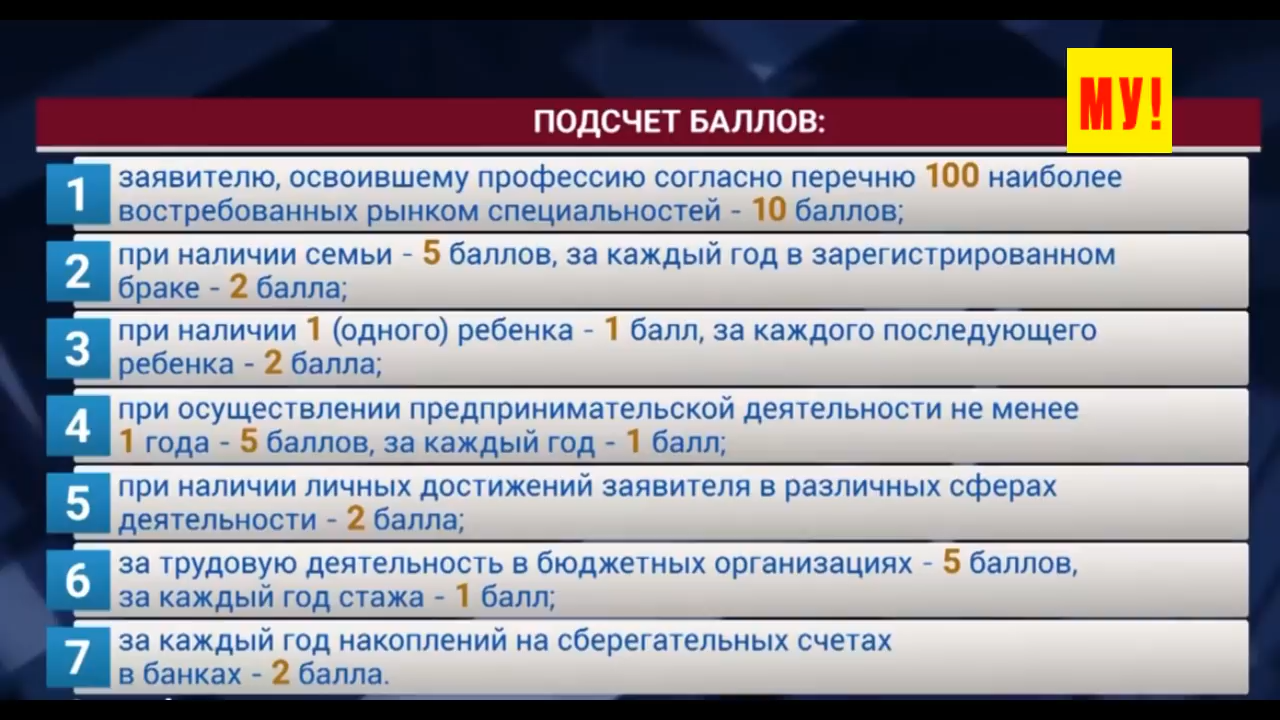 МУ!
ПОДСЧЕТ БАЛЛОВ:
1
заявителю, освоившему профессию согласно перечню 100 наиболее
востребованных рынком специальностей - 10 баллов;
2
при наличии семьи - 5 баллов, за каждый год в зарегистрированном
браке - 2 балла;
3
при наличии 1 (одного) ребенка - 1 балл, за каждого последующего
ребенка - 2 балла;
4
при осуществлении предпринимательской деятельности не менее
1 года - 5 баллов, за каждый год - 1 балл;
5
при наличии личных достижений заявителя в различных сферах
деятельности - 2 балла;
6
за трудовую деятельность в бюджетных организациях - 5 баллов,
за каждый год стажа - 1 балл;
7
за каждый год накоплений на сберегательных счетах
в банках - 2 балла.